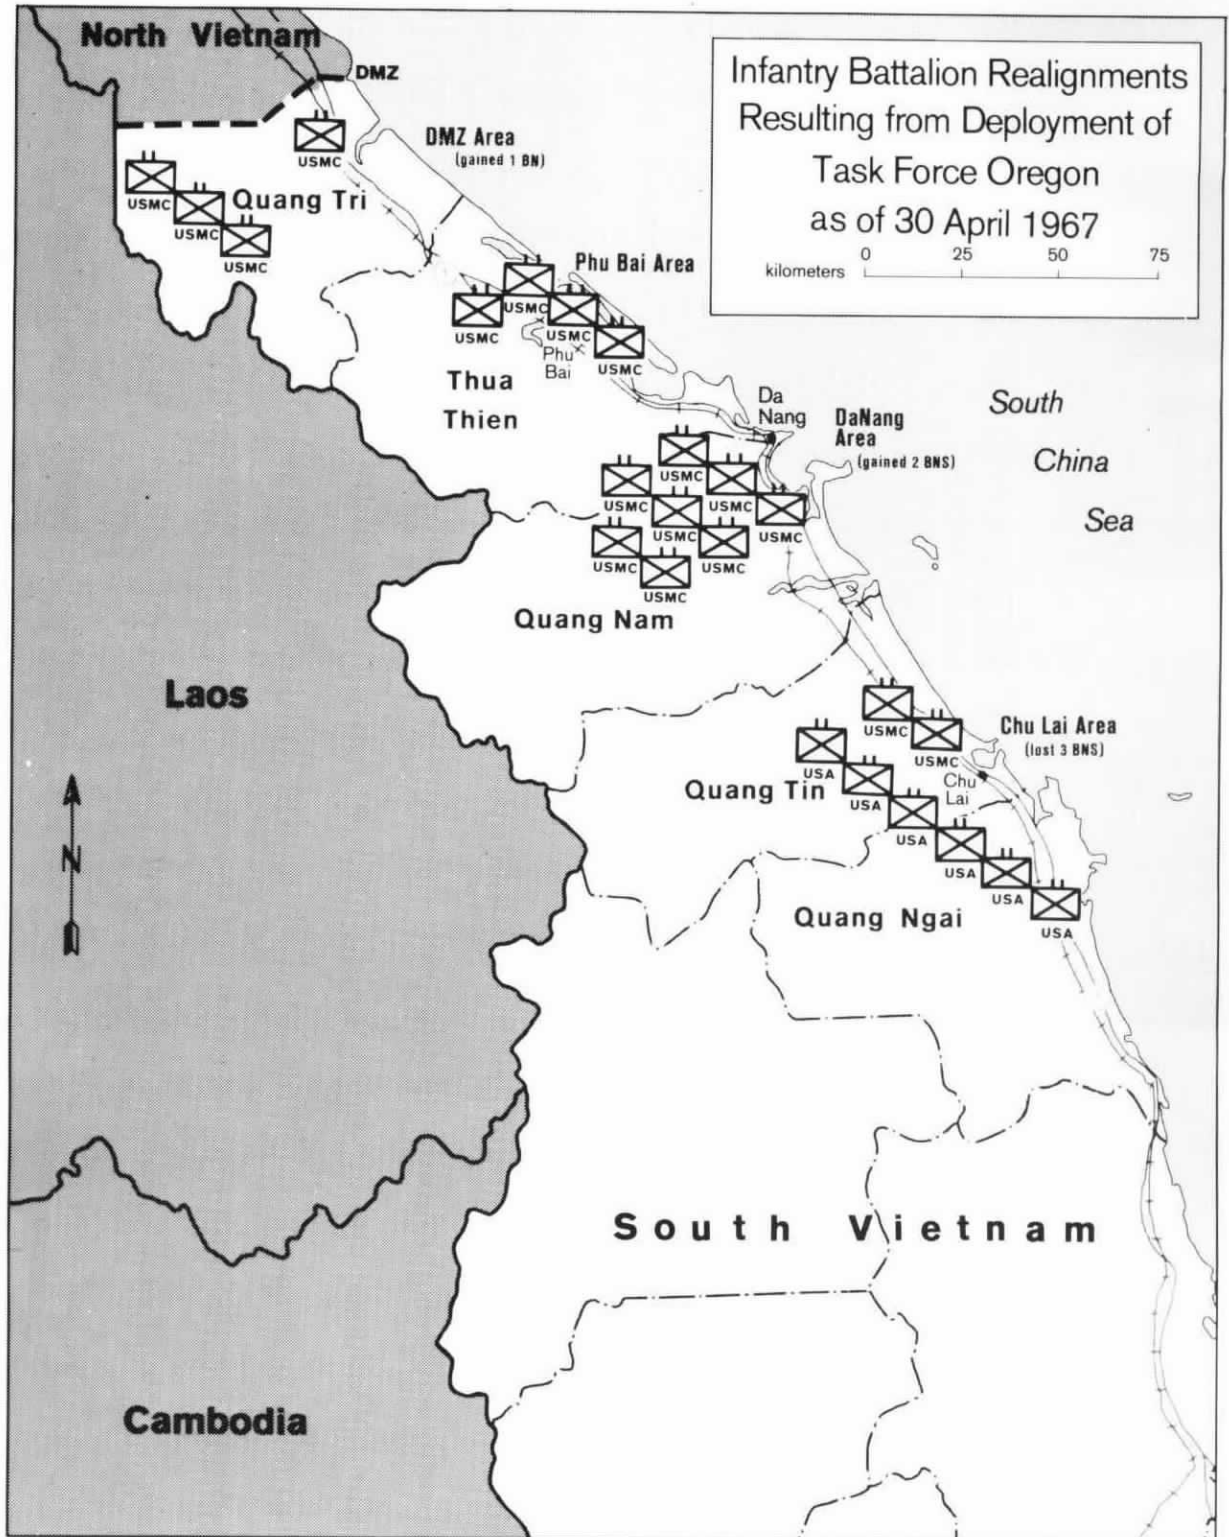 North Vietnam
DMZ
Infantry Battalion Realignments
Resulting from Deployment of
Task Force Oregon
as of 30 April 1967
0 25 50 75
kilometers
USMC
DMZ Area
(gained 1 BN)
USMC
USMC
USMC
Quang Tri
Phu Bai Area
USMC
USMC
USMC
USMC
Phu
Bai
Thua
Thien
Da
Nang
DaNang
Area
(gained 2 BNS)
South
China
Sea
USMC
USMC
USMC
USMC
USMC
USMC
USMC
USMC
Quang Nam
Laos
USMC
USMC
Chu Lai Area
(lost 3 BNS)
Chu
Lai
Quang Tin
USA
USA
USA
USA
USA
USA
N
Quang Ngai
South Vietnam
Cambodia